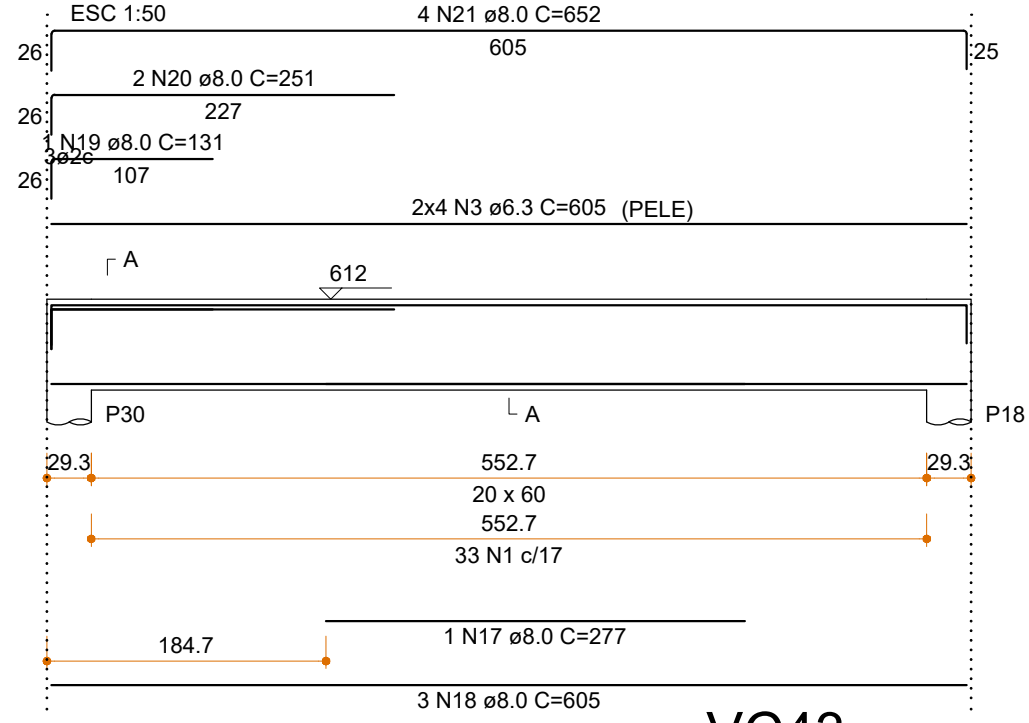 ESC 1:50
4 N21 ø8.0 C=652
26
605
25
2 N20 ø8.0 C=251
26
227
1 N19 ø8.0 C=131
3ø2c
26
107
2x4 N3 ø6.3 C=605 (PELE)
A
612
P30
A
P18
29.3
552.7
29.3
20 x 60
552.7
33 N1 c/17
1 N17 ø8.0 C=277
184.7
3 N18 ø8.0 C=605